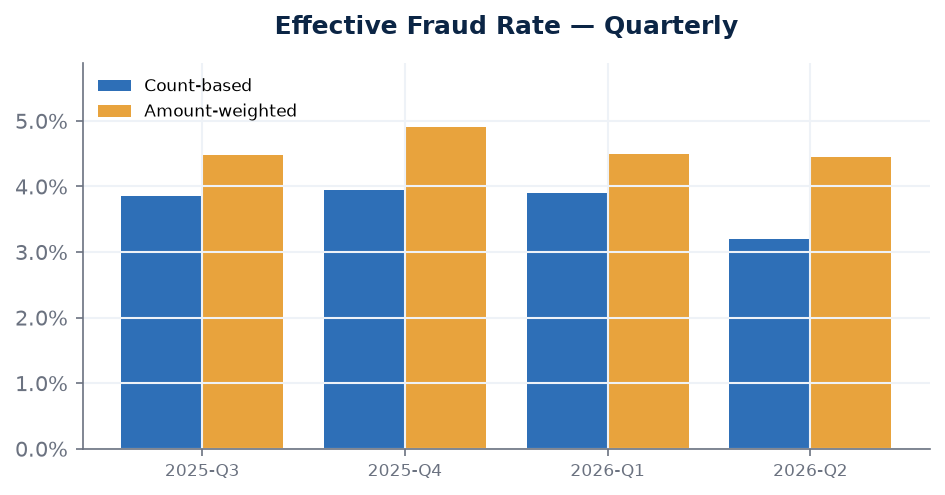 Effective Fraud Rate — Quarterly
Count-based
Amount-weighted
5.0%
4.0%
3.0%
2.0%
1.0%
0.0%
2025-Q3
2025-Q4
2026-Q1
2026-Q2